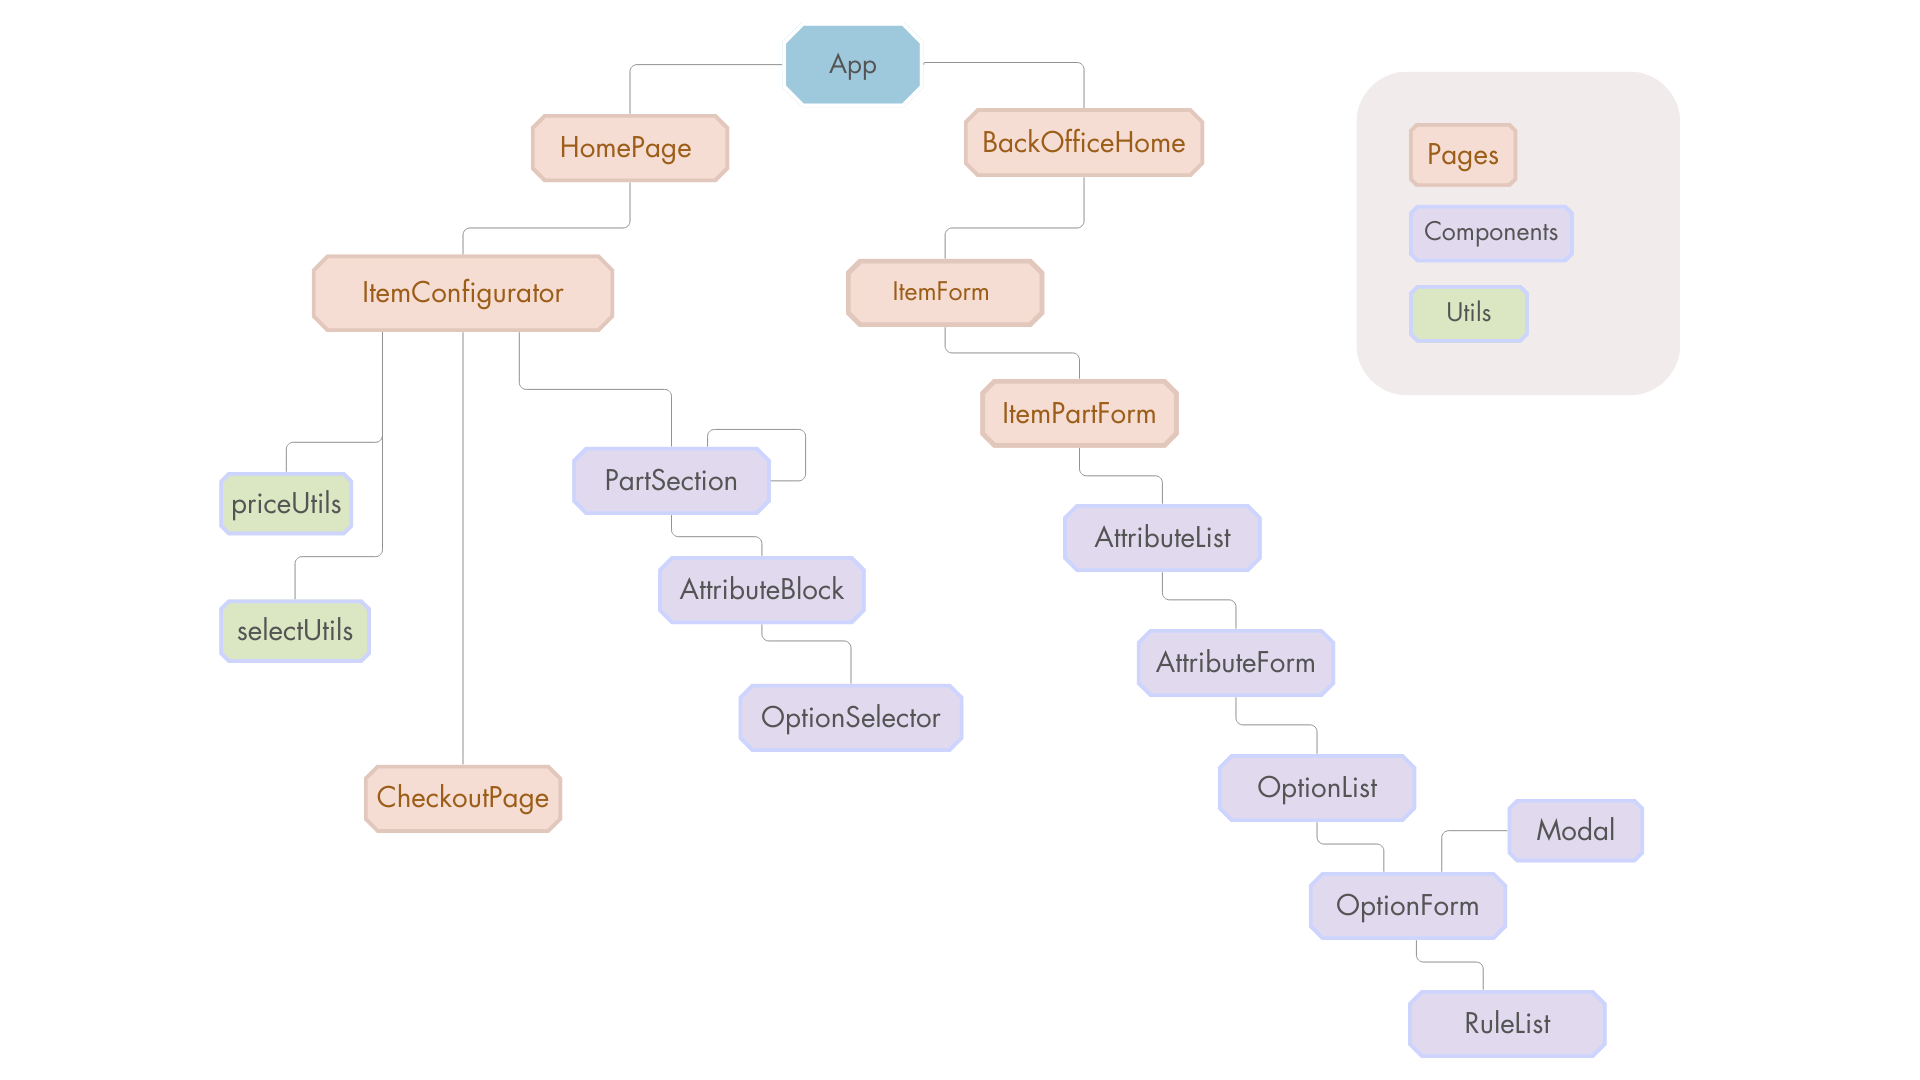 App
HomePage
BackOfficeHome
Pages
Components
Utils
ItemConfigurator
ItemForm
ItemPartForm
PartSection
priceUtils
AttributeList
AttributeBlock
selectUtils
AttributeForm
OptionSelector
OptionList
CheckoutPage
Modal
OptionForm
RuleList